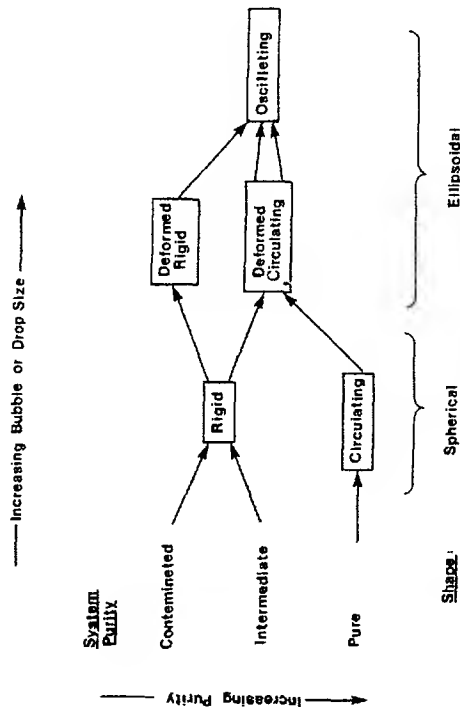 Increasing Bubble or Drop Size
Increasing Purity
System
Purity
Contemineted
Intermediate
Pure
Rigid
Circulating
Deformed
Rigid
Deformed
Circulating
Oscilleting
Shape:
Spherical
Ellipsoidal